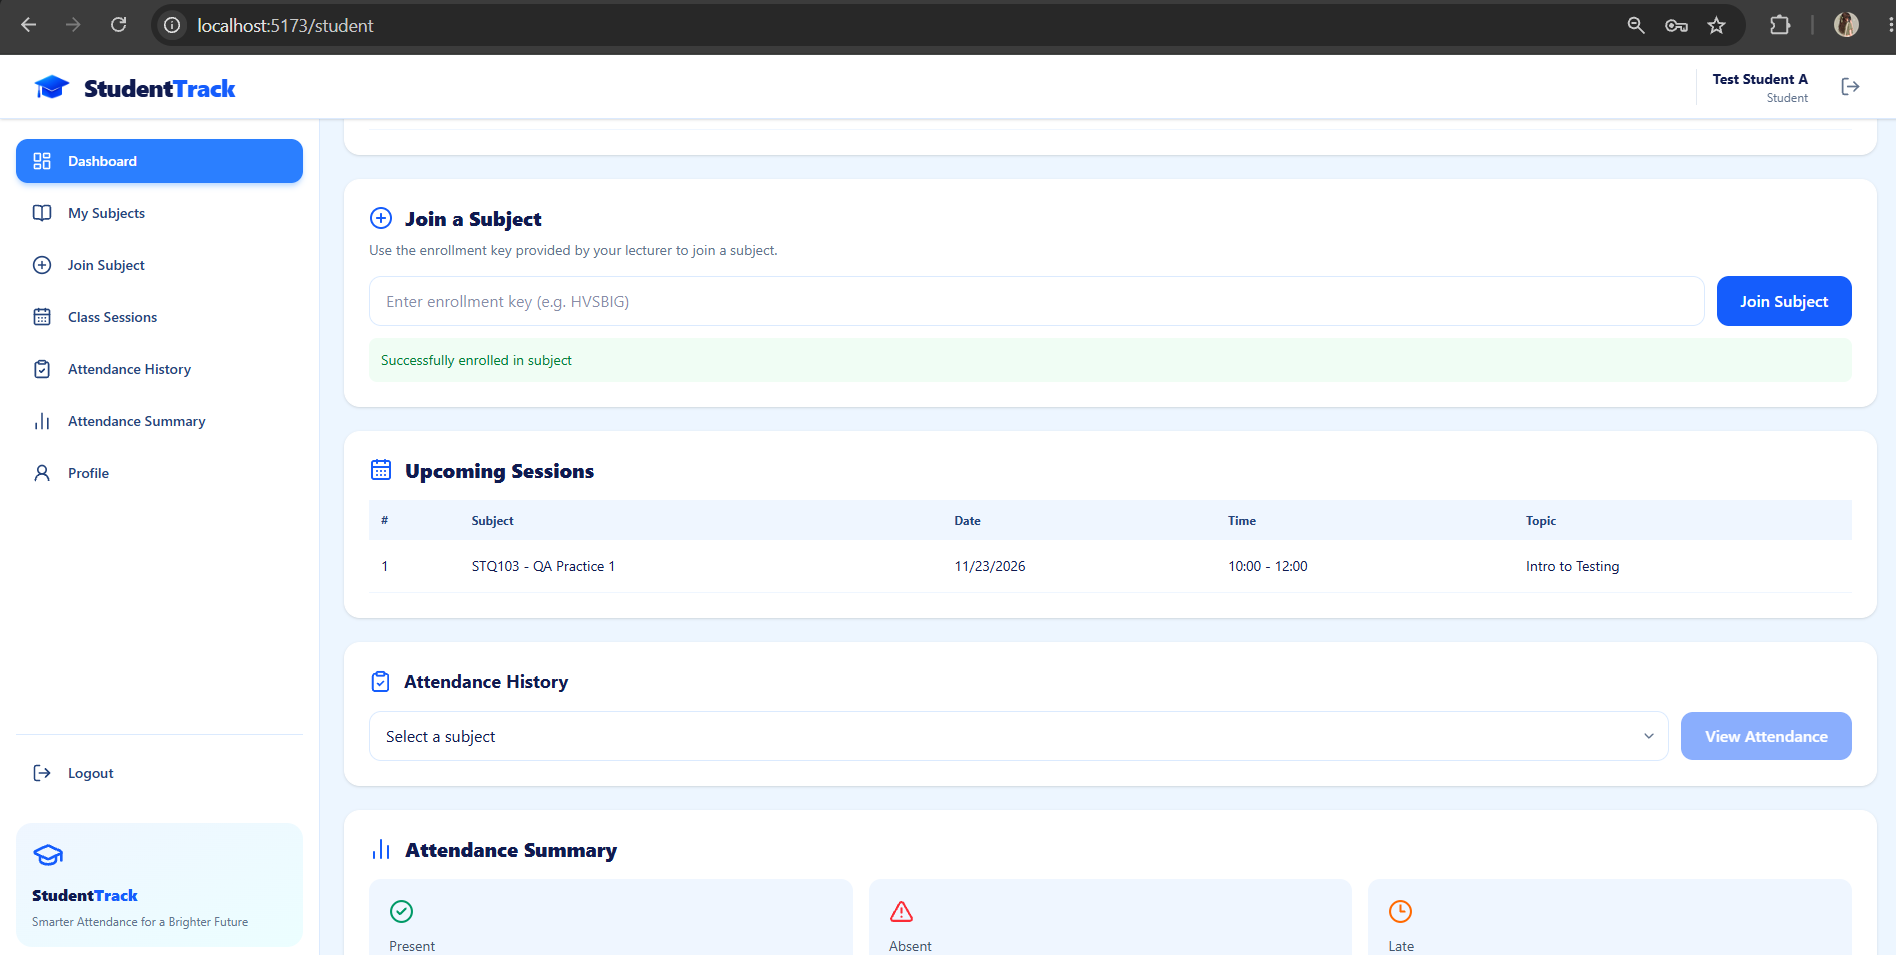 localhost:5173/student
StudentTrack
Test Student A
Student
Dashboard
My Subjects
Join Subject
Class Sessions
Attendance History
Attendance Summary
Profile
Logout
StudentTrack
Smarter Attendance for a Brighter Future
Join a Subject
Use the enrollment key provided by your lecturer to join a subject.
Enter enrollment key (e.g. HVSBIG)
Join Subject
Successfully enrolled in subject
Upcoming Sessions
# Subject Date Time Topic
1 STQ103 - QA Practice 1 11/23/2026 10:00 - 12:00 Intro to Testing
Attendance History
Select a subject
View Attendance
Attendance Summary
Present
Absent
Late